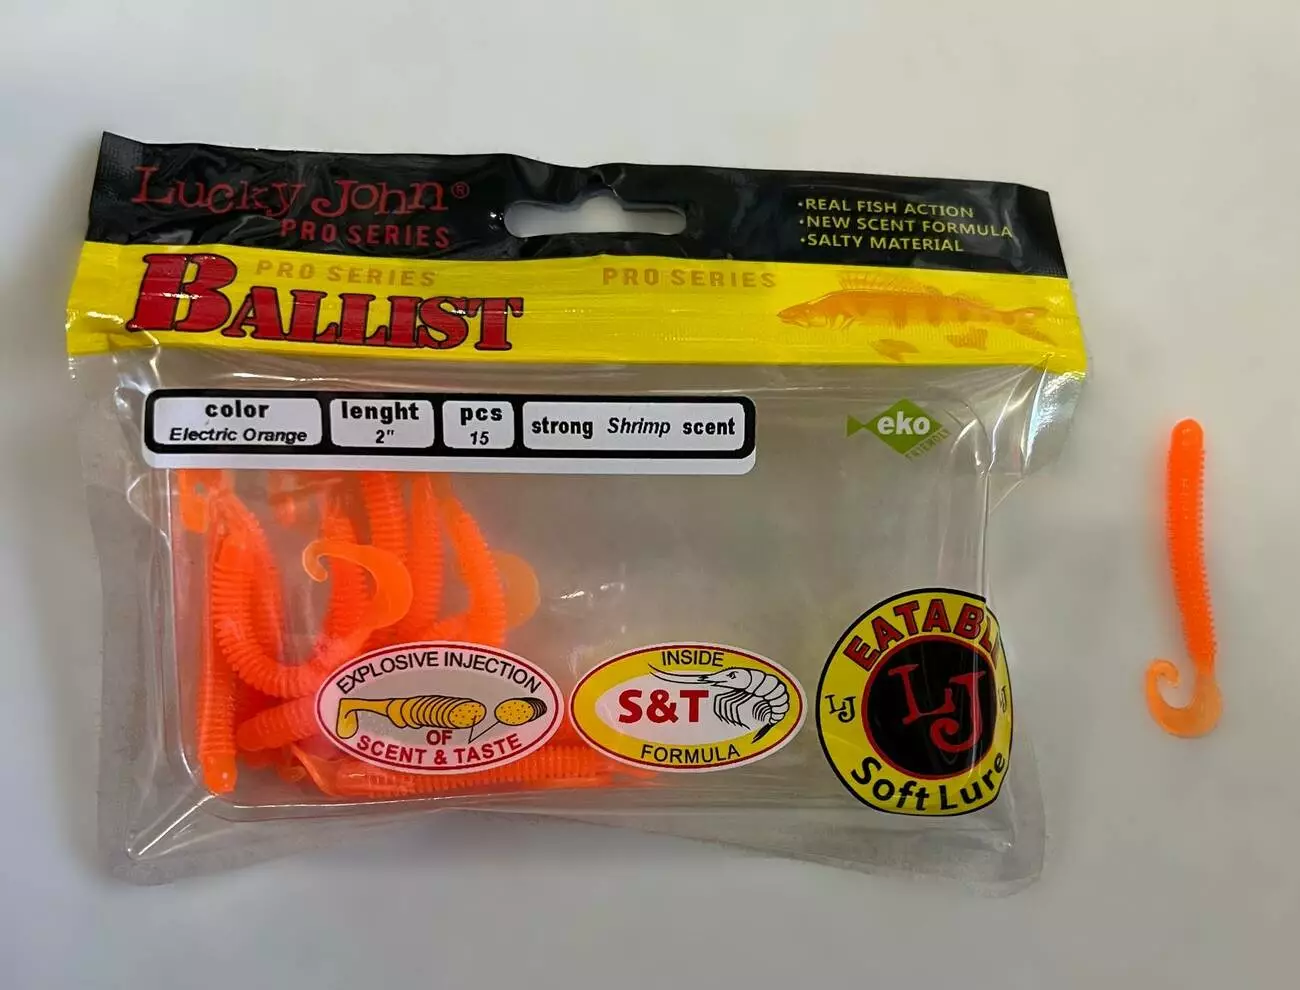 Lucky John®
PRO SERIES
•REAL FISH ACTION
•NEW SCENT FORMULA
•SALTY MATERIAL
PRO SERIES
PRO SERIES
BALLIST
color
Electric Orange
lenght
2"
pcs
15
strong Shrimp scent
eko
EXPLOSIVE INJECTION
OF
SCENT & TASTE
INSIDE
S&T
FORMULA
EATABL
LJ
LJ
LJ
Soft Lure